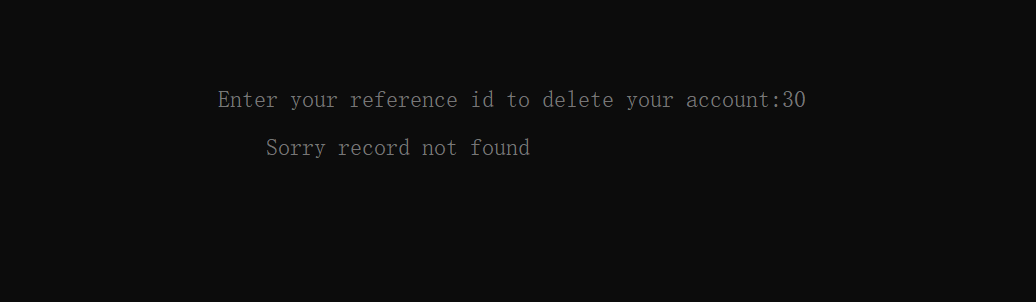 Enter your reference id to delete your account:30
Sorry record not found